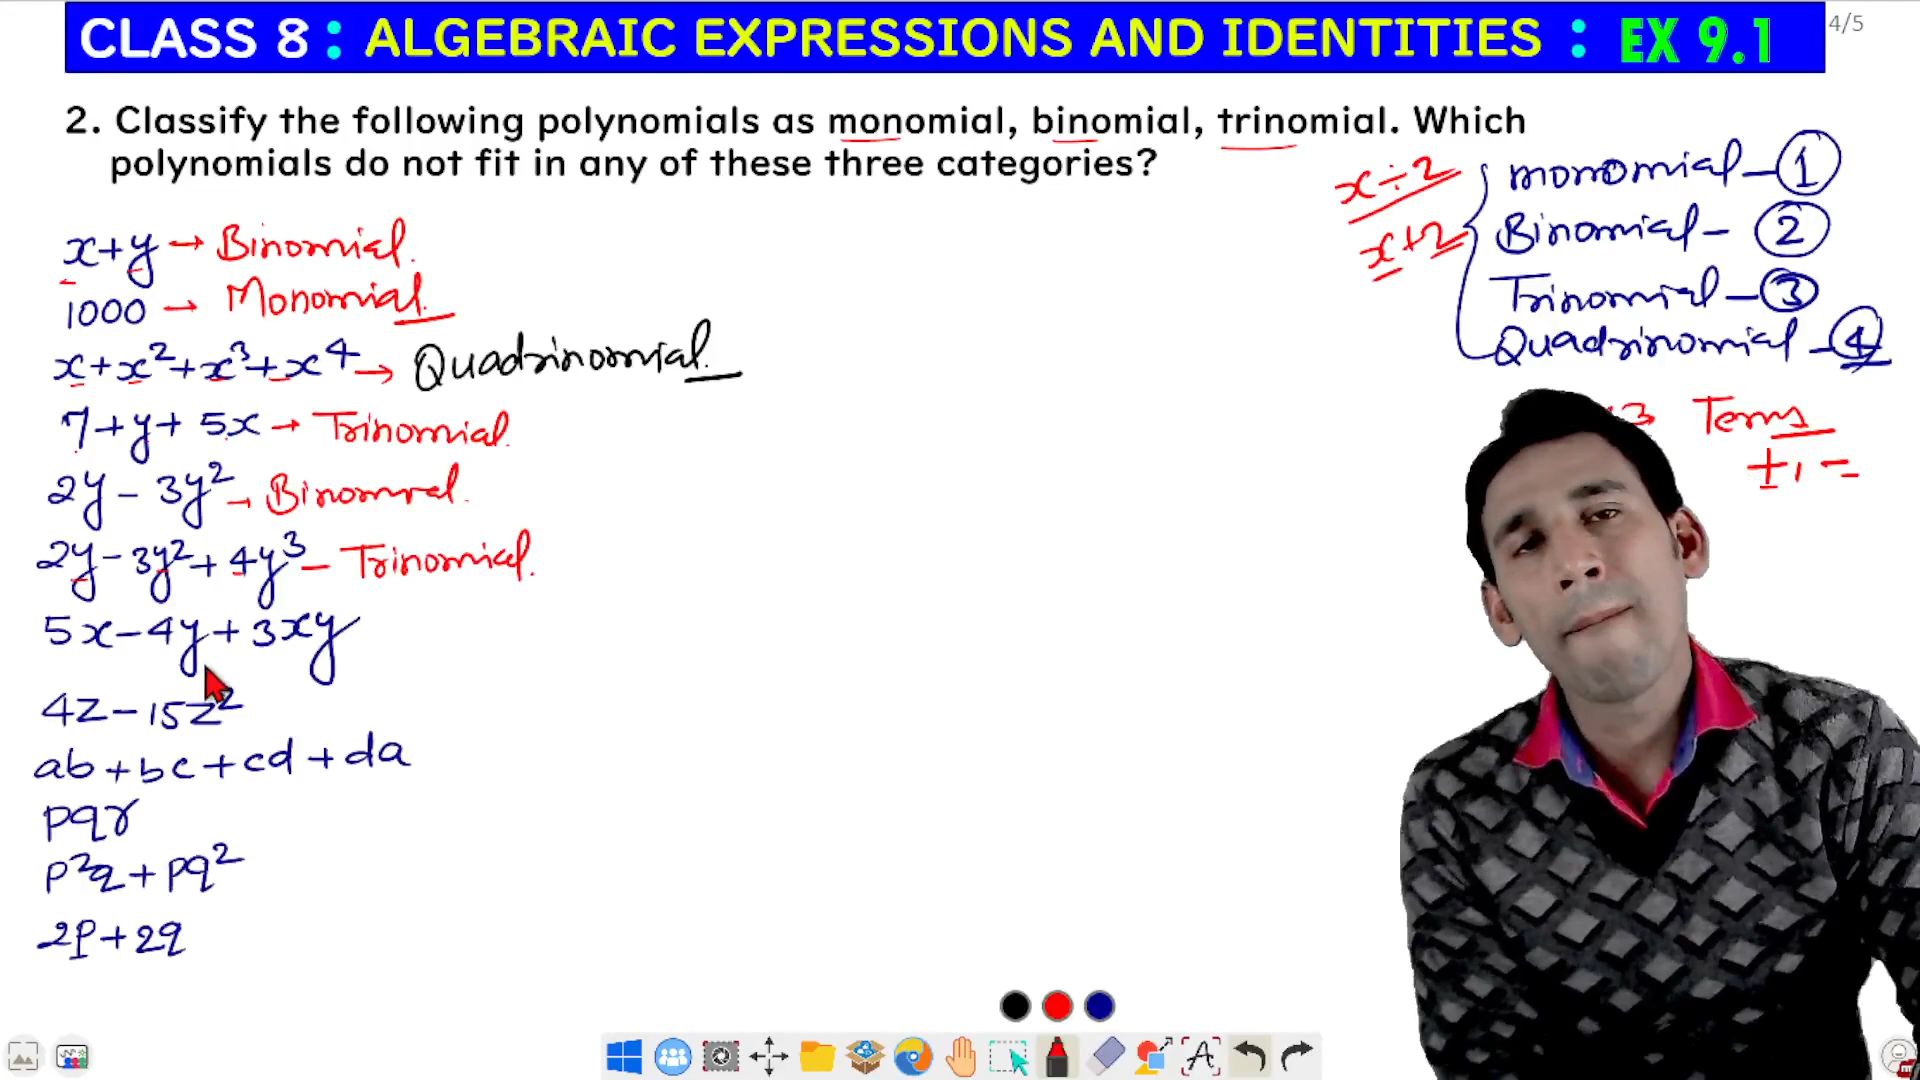 CLASS 8 : ALGEBRAIC EXPRESSIONS AND IDENTITIES : EX 9.1
4/5
2. Classify the following polynomials as monomial, binomial, trinomial. Which
polynomials do not fit in any of these three categories?
x÷2
x+2
monomial – 1
Binomial – 2
Trinomial – 3
Quadrinomial – 4
3 Terms
+, –
x+y → Binomial.
1000 → Monomial.
x+x²+x³+x⁴ → Quadrinomial.
7+y+5x → Trinomial.
2y – 3y² → Binomial.
2y – 3y² + 4y³ – Trinomial.
5x – 4y + 3xy
4z – 15z²
ab + bc + cd + da
pqr
p²q + pq²
2p + 2q